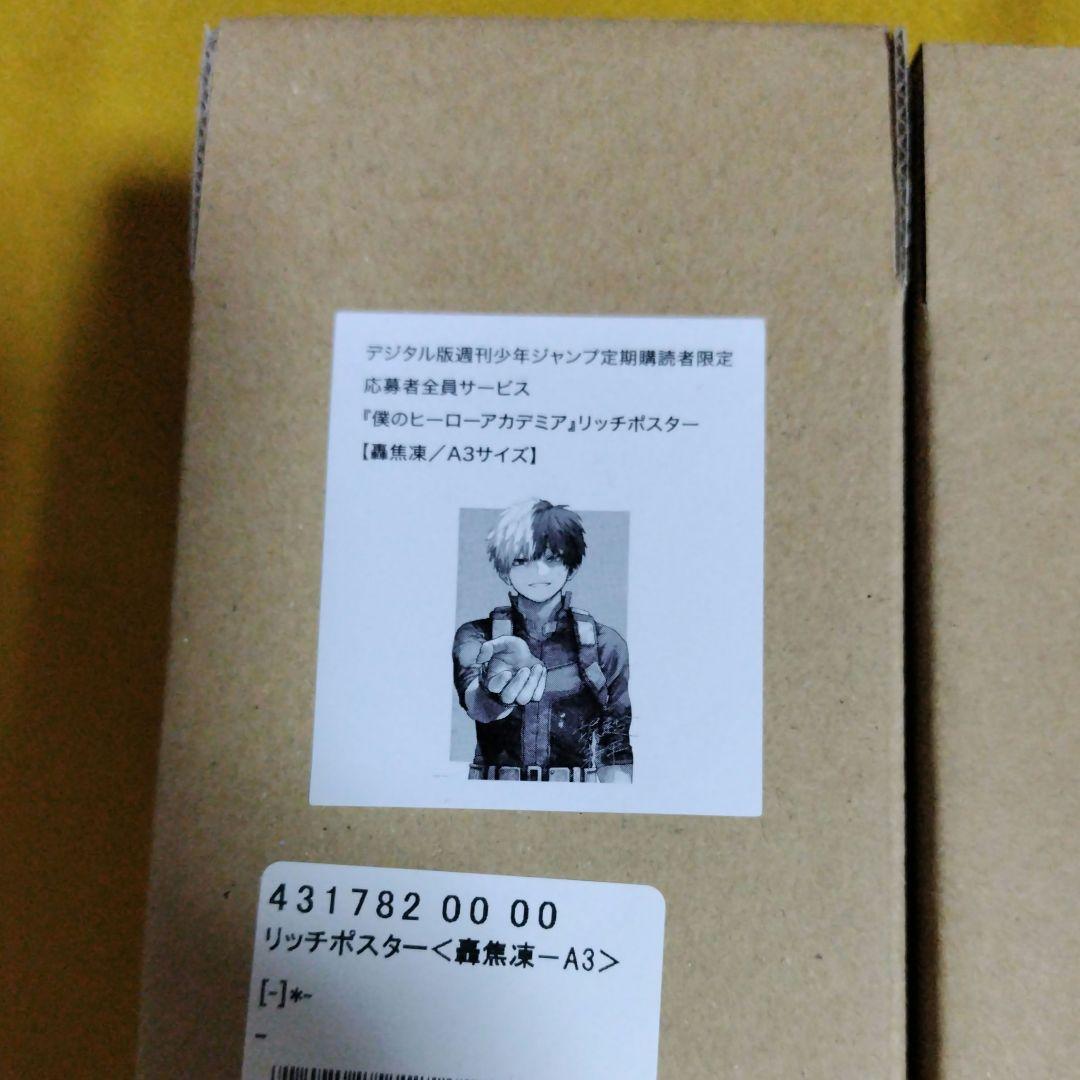 デジタル版週刊少年ジャンプ定期購読者限定
応募者全員サービス
『僕のヒーローアカデミア』リッチポスター
【轟焦凍／A3サイズ】
431782 00 00
リッチポスター＜轟焦凍－A3＞
[-]*-
-